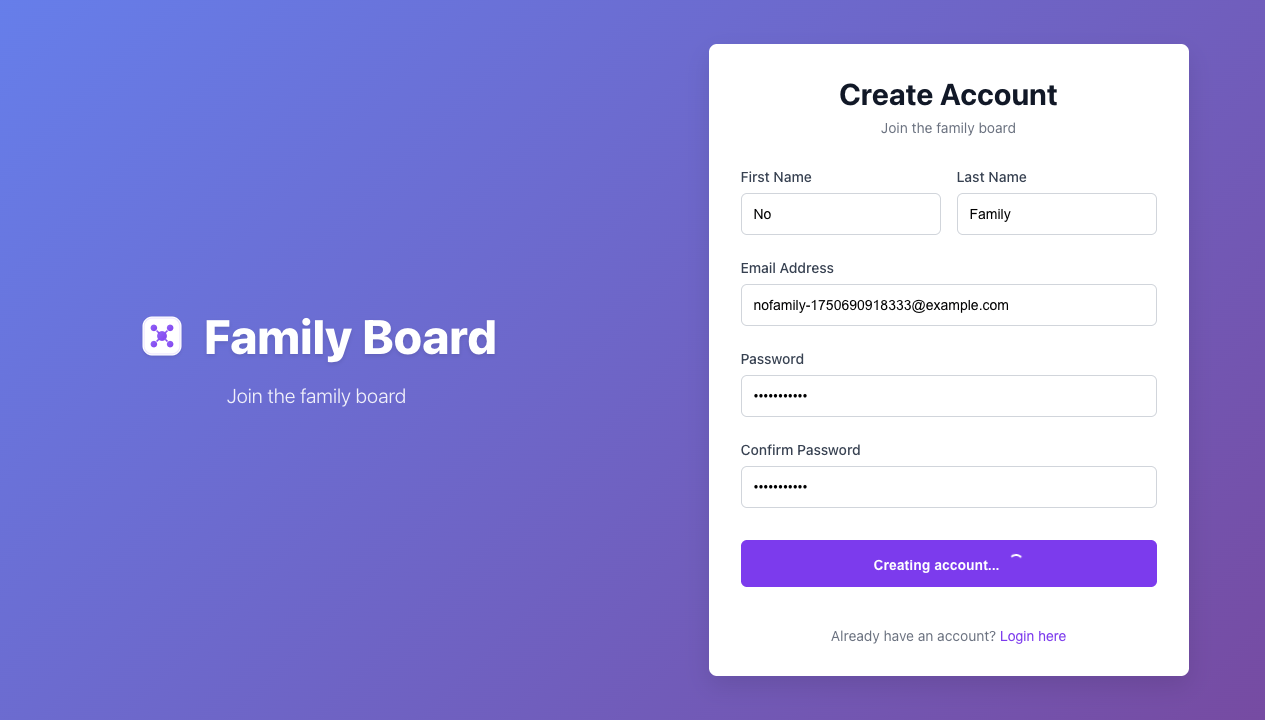 Family Board
Join the family board
Create Account
Join the family board
First Name
Last Name
No
Family
Email Address
nofamily-1750690918333@example.com
Password
•••••••••••
Confirm Password
•••••••••••
Creating account...
Already have an account? Login here